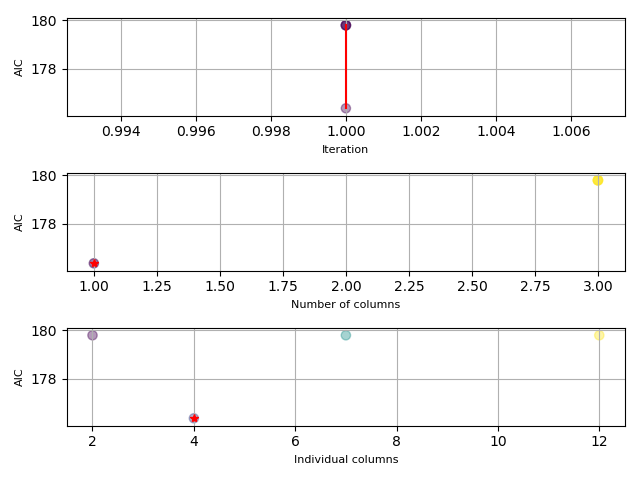 180
178
AIC
0.994 0.996 0.998 1.000 1.002 1.004 1.006
Iteration
180
178
AIC
1.00 1.25 1.50 1.75 2.00 2.25 2.50 2.75 3.00
Number of columns
180
178
AIC
2 4 6 8 10 12
Individual columns